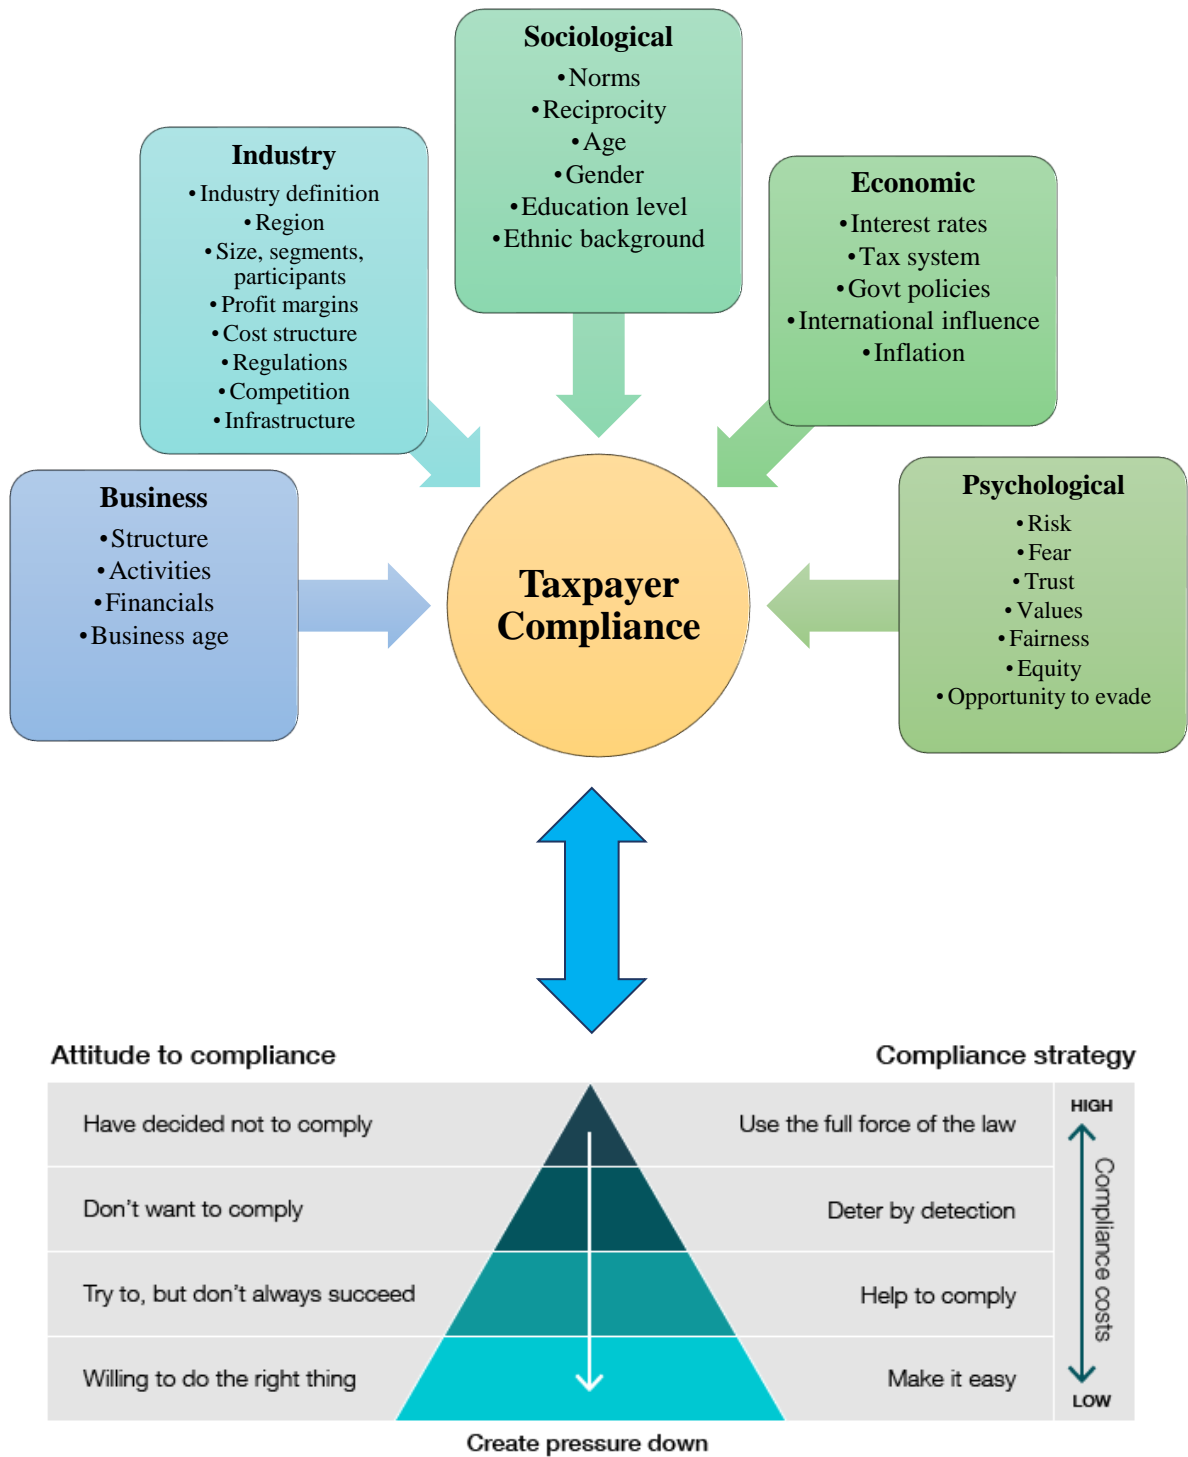 Sociological
• Norms
• Reciprocity
• Age
• Gender
• Education level
• Ethnic background
Industry
• Industry definition
• Region
• Size, segments,
participants
• Profit margins
• Cost structure
• Regulations
• Competition
• Infrastructure
Economic
• Interest rates
• Tax system
• Govt policies
• International influence
• Inflation
Business
• Structure
• Activities
• Financials
• Business age
Psychological
• Risk
• Fear
• Trust
• Values
• Fairness
• Equity
• Opportunity to evade
Taxpayer
Compliance
Attitude to compliance
Compliance strategy
Have decided not to comply
Use the full force of the law
Don't want to comply
Deter by detection
Try to, but don't always succeed
Help to comply
Willing to do the right thing
Make it easy
HIGH
Compliance costs
LOW
Create pressure down